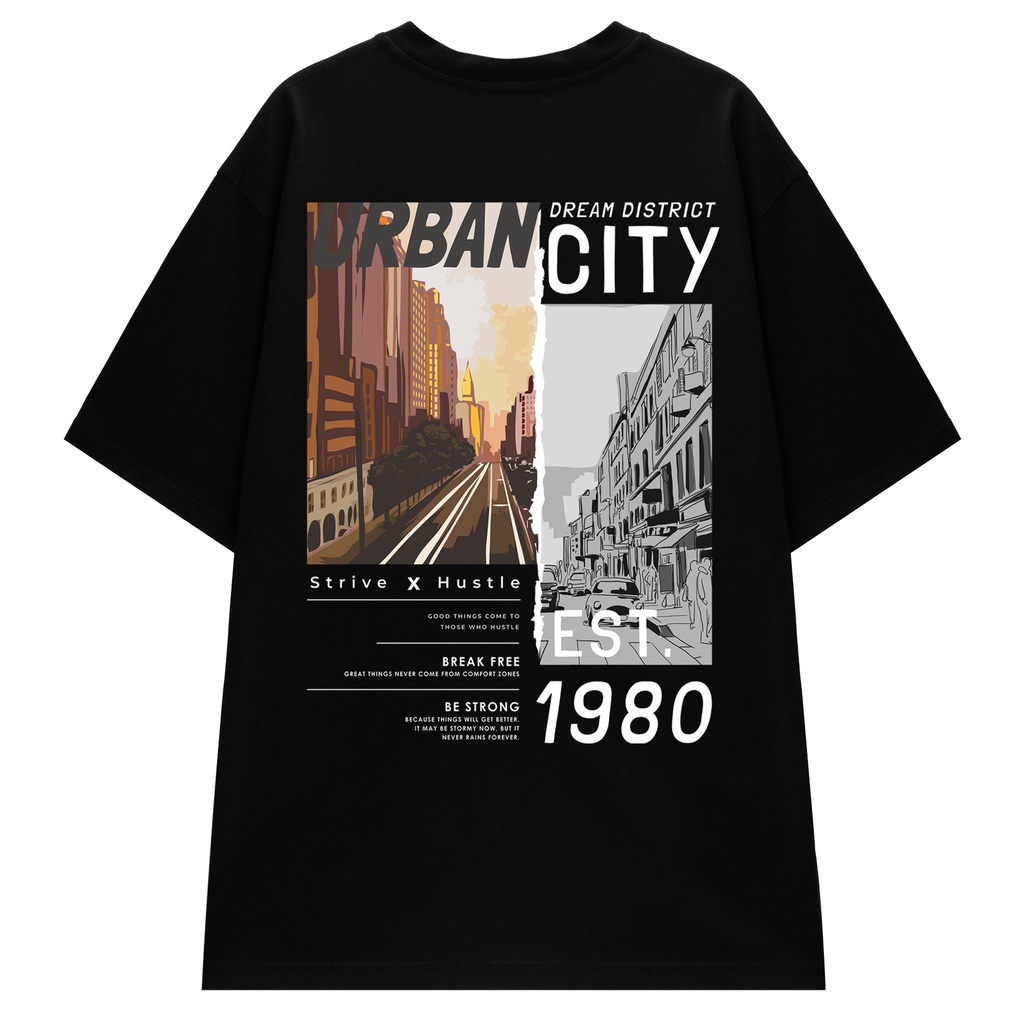 URBAN
DREAM DISTRICT
CITY
Strive X Hustle
GOOD THINGS COME TO
THOSE WHO HUSTLE
BREAK FREE
GREAT THINGS NEVER COME FROM COMFORT ZONES
BE STRONG
BECAUSE THINGS WILL GET BETTER.
IT MAY BE STORMY NOW, BUT IT
NEVER RAINS FOREVER.
EST.
1980